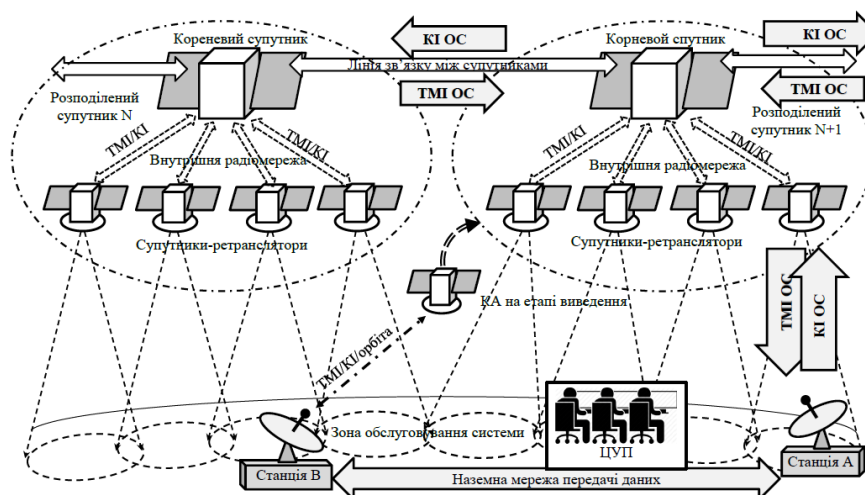 Кореневий супутник
КІ ОС
Корневой спутник
КІ ОС
Лінія зв'язку між супутниками
ТМІ ОС
ТМІ ОС
Розподілений
супутник N
Розподілений
супутник N+1
ТМІ/КІ
ТМІ/КІ
ТМІ/КІ
ТМІ/КІ
Внутрішня радіомережа
Внутрішня радіомережа
Супутники-ретранслятори
Супутники-ретранслятори
КА на етапі виведення
ТМІ ОС
КІ ОС
ТМІ/КІ/орбіта
Зона обслуговування системи
ЦУП
Станція В
Наземна мережа передачі даних
Станція А